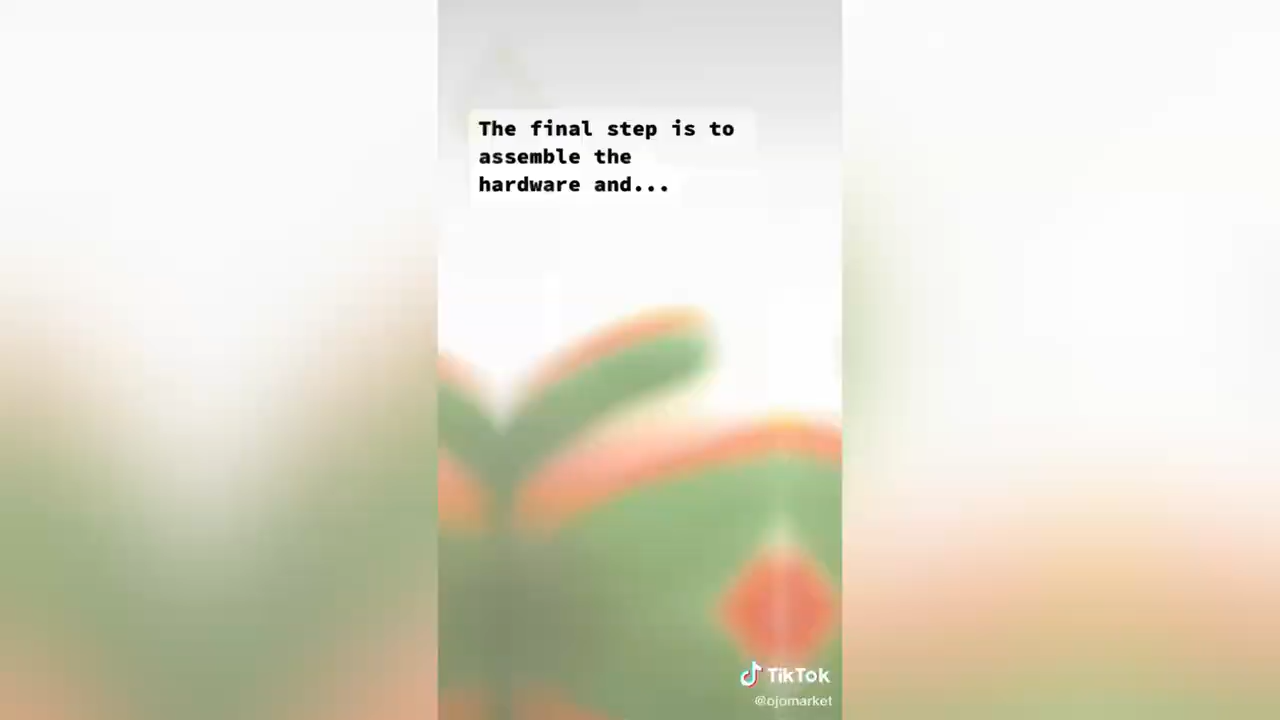 The final step is to
assemble the
hardware and...
TikTok
@ojomarket